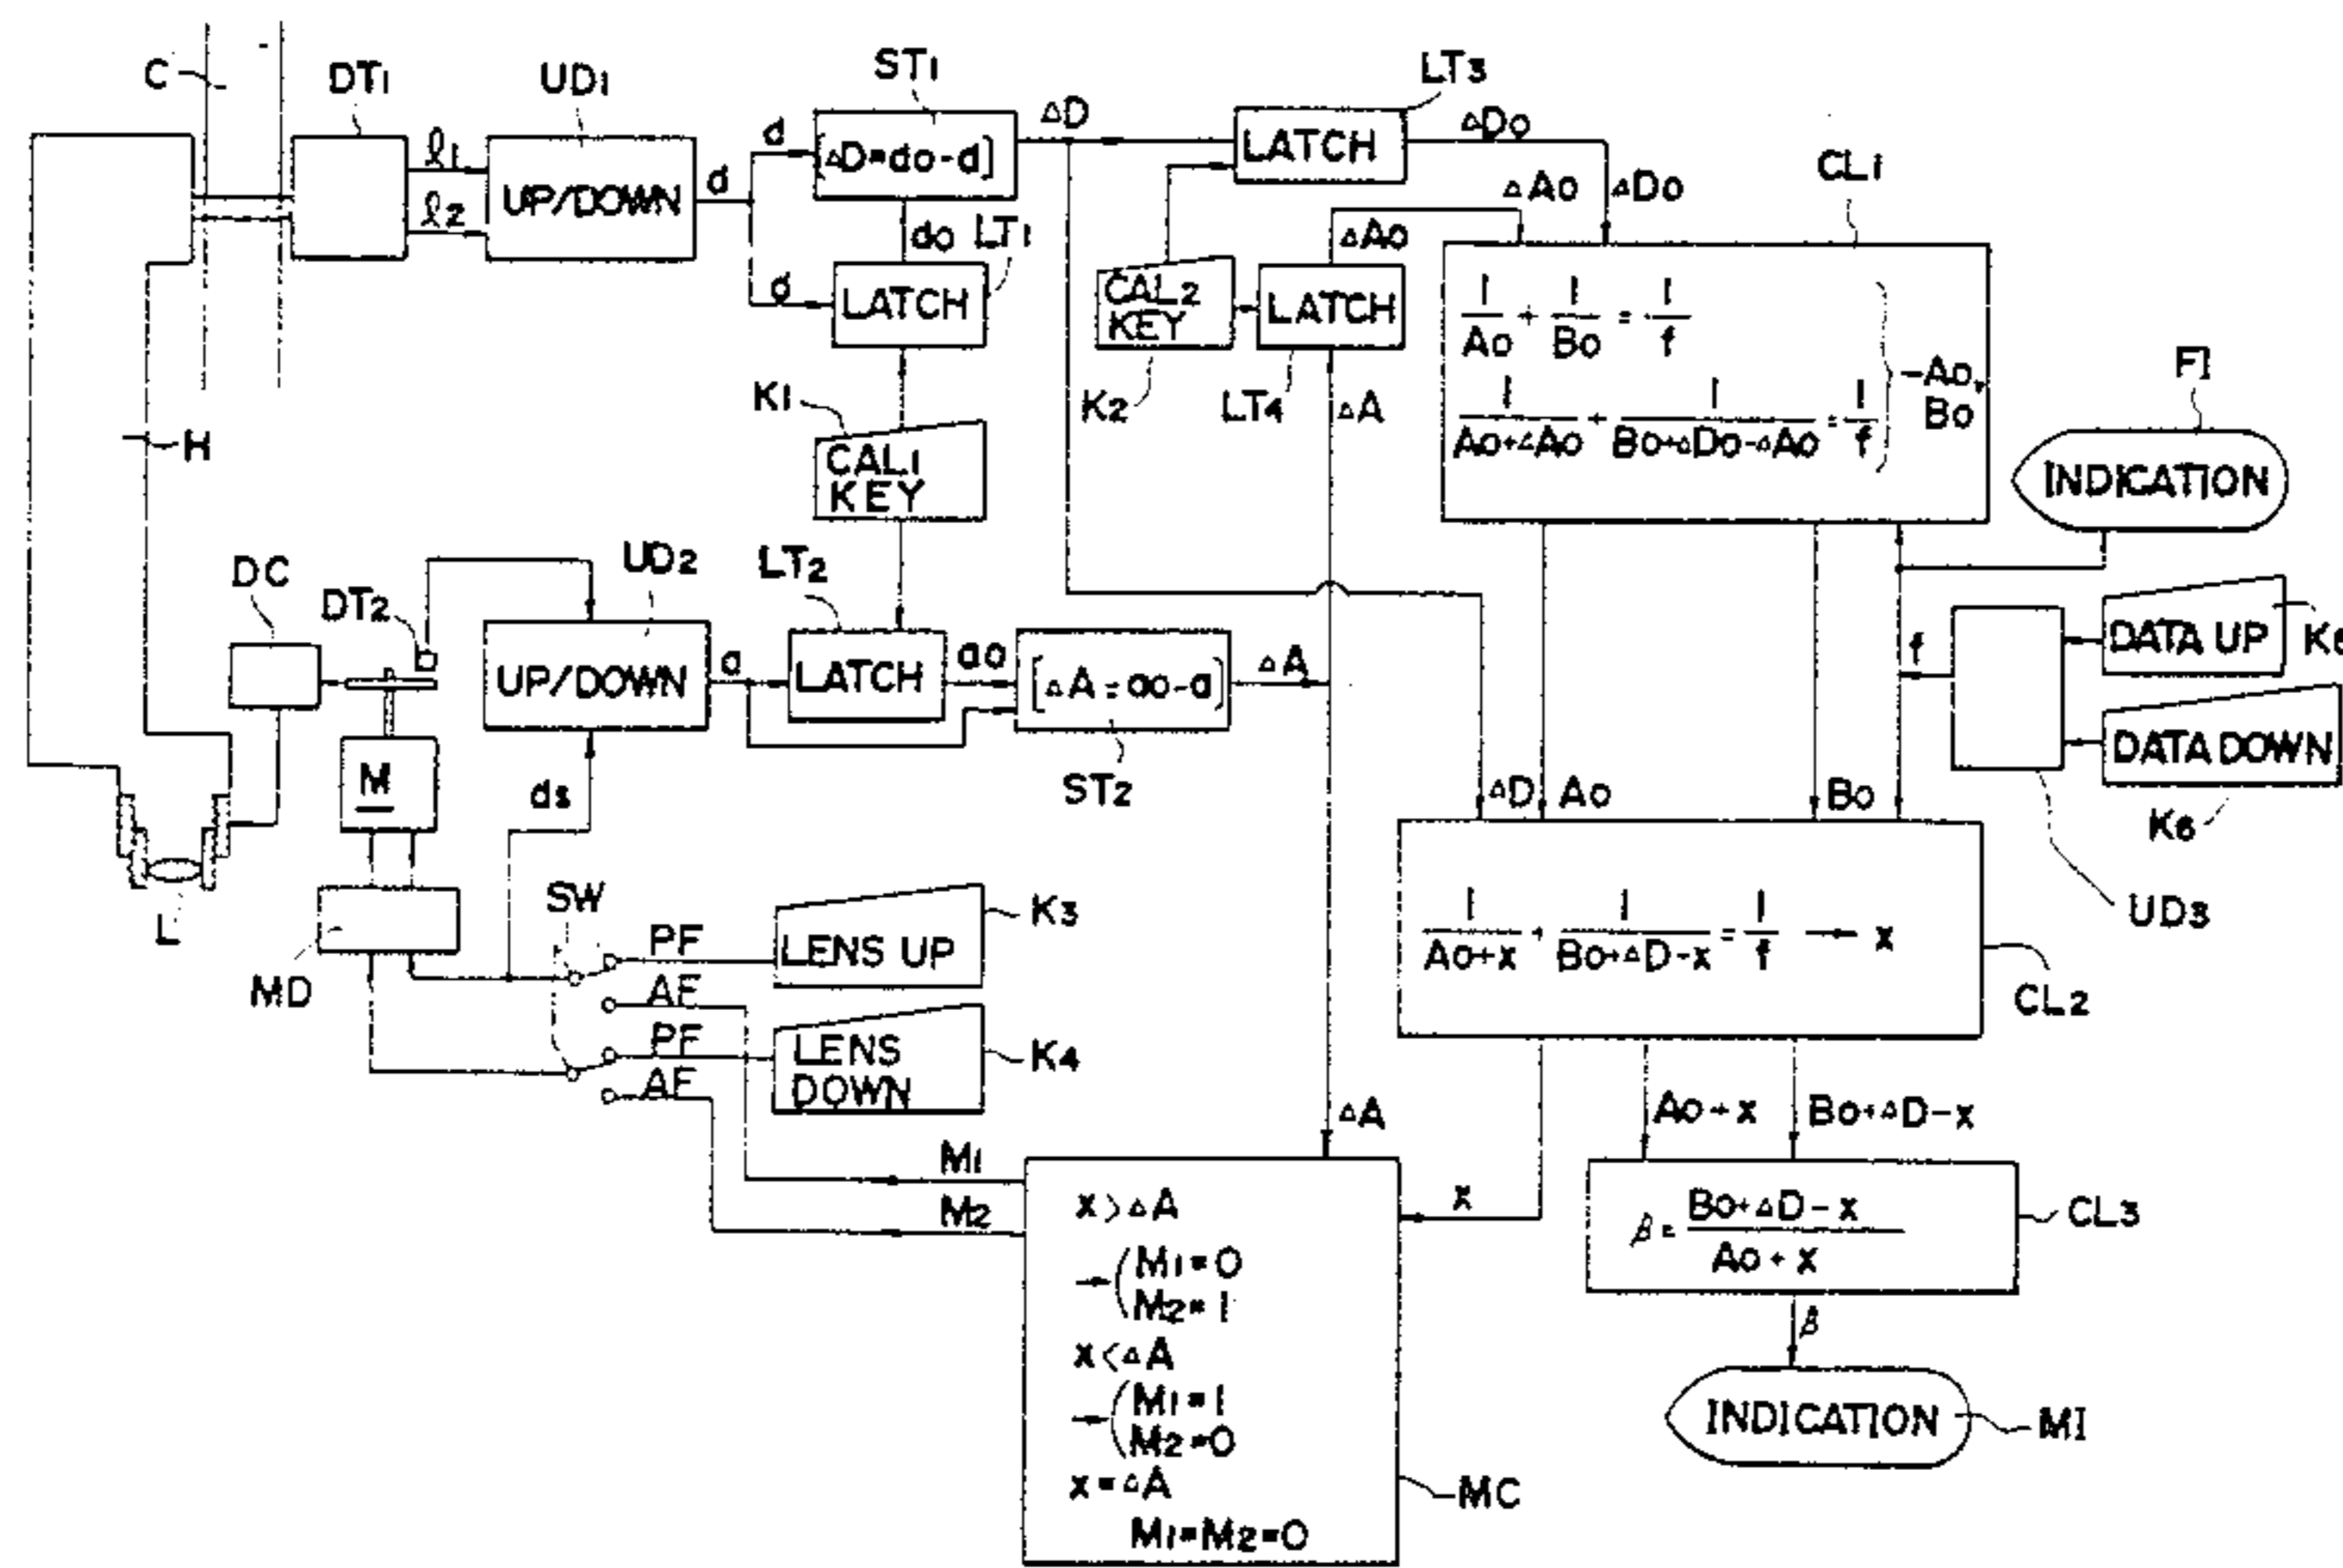 C
DT1
UD1
ST1
LT3
l1
l2
UP/DOWN
d
d
d
[ΔD=do-d]
ΔD
LATCH
ΔDo
ΔAo
ΔDo
CL1
do
LT1
LATCH
ΔAo
CAL2
KEY
LATCH
K2
LT4
ΔA
1/Ao + 1/Bo = 1/f
1/(Ao+ΔAo) + 1/(Bo+ΔDo-ΔAo) = 1/f
Ao,
Bo
FI
INDICATION
H
K1
CAL1
KEY
DC
DT2
UD2
LT2
UP/DOWN
a
LATCH
ao
[ΔA=ao-a]
ΔA
ST2
f
DATA UP
DATA DOWN
K6
UD3
M
ds
ΔD
Ao
Bo
L
MD
SW
PF
AF
PF
AF
LENS UP
K3
LENS
DOWN
K4
1/(Ao+x) + 1/(Bo+ΔD-x) = 1/f → x
CL2
ΔA
Ao+x
Bo+ΔD-x
M1
M2
x
x>ΔA
→(M1=0
M2=1
x<ΔA
→(M1=1
M2=0
x=ΔA
M1=M2=0
MC
β = (Bo+ΔD-x)/(Ao+x)
CL3
β
INDICATION
MI